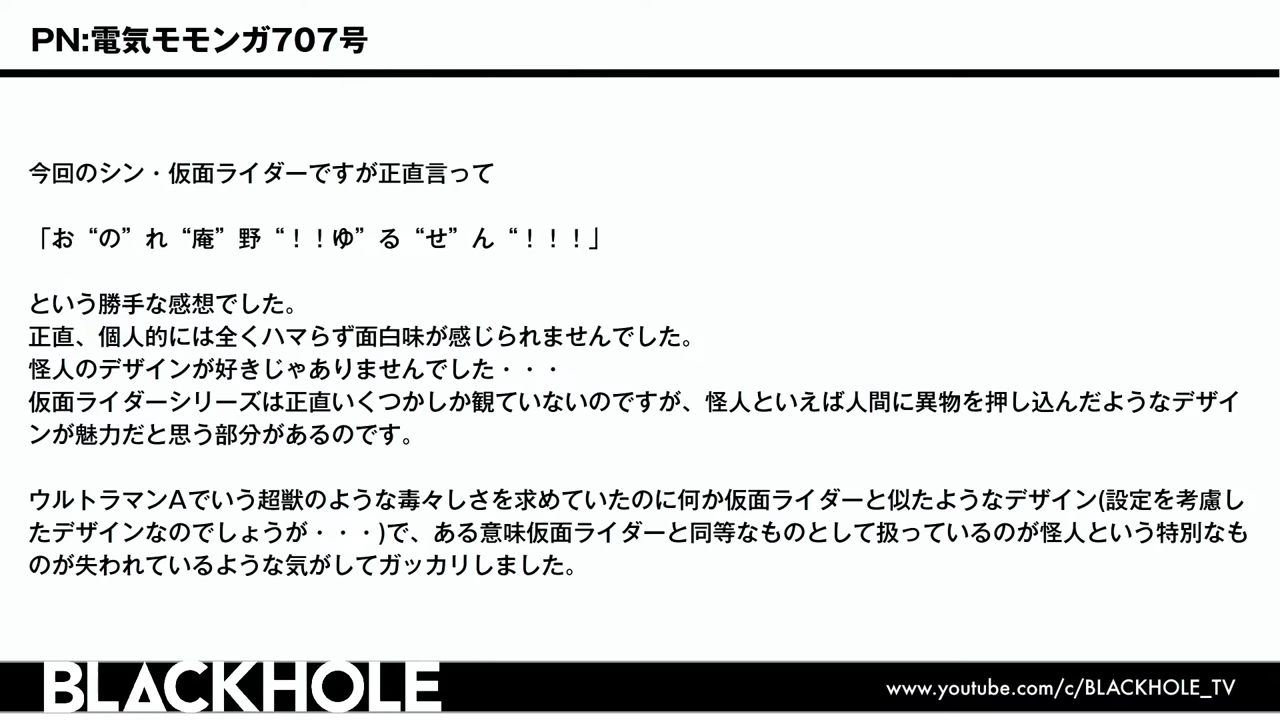 PN:電気モモンガ707号
今回のシン・仮面ライダーですが正直言って
「お“の”れ“庵”野“！！ゆ”る“せ”ん“！！！」
という勝手な感想でした。
正直、個人的には全くハマらず面白味が感じられませんでした。
怪人のデザインが好きじゃありませんでした・・・
仮面ライダーシリーズは正直いくつかしか観ていないのですが、怪人といえば人間に異物を押し込んだようなデザイ
ンが魅力だと思う部分があるのです。
ウルトラマンAでいう超獣のような毒々しさを求めていたのに何か仮面ライダーと似たようなデザイン(設定を考慮し
たデザインなのでしょうが・・・)で、ある意味仮面ライダーと同等なものとして扱っているのが怪人という特別なも
のが失われているような気がしてガッカリしました。
BLACKHOLE
www.youtube.com/c/BLACKHOLE_TV